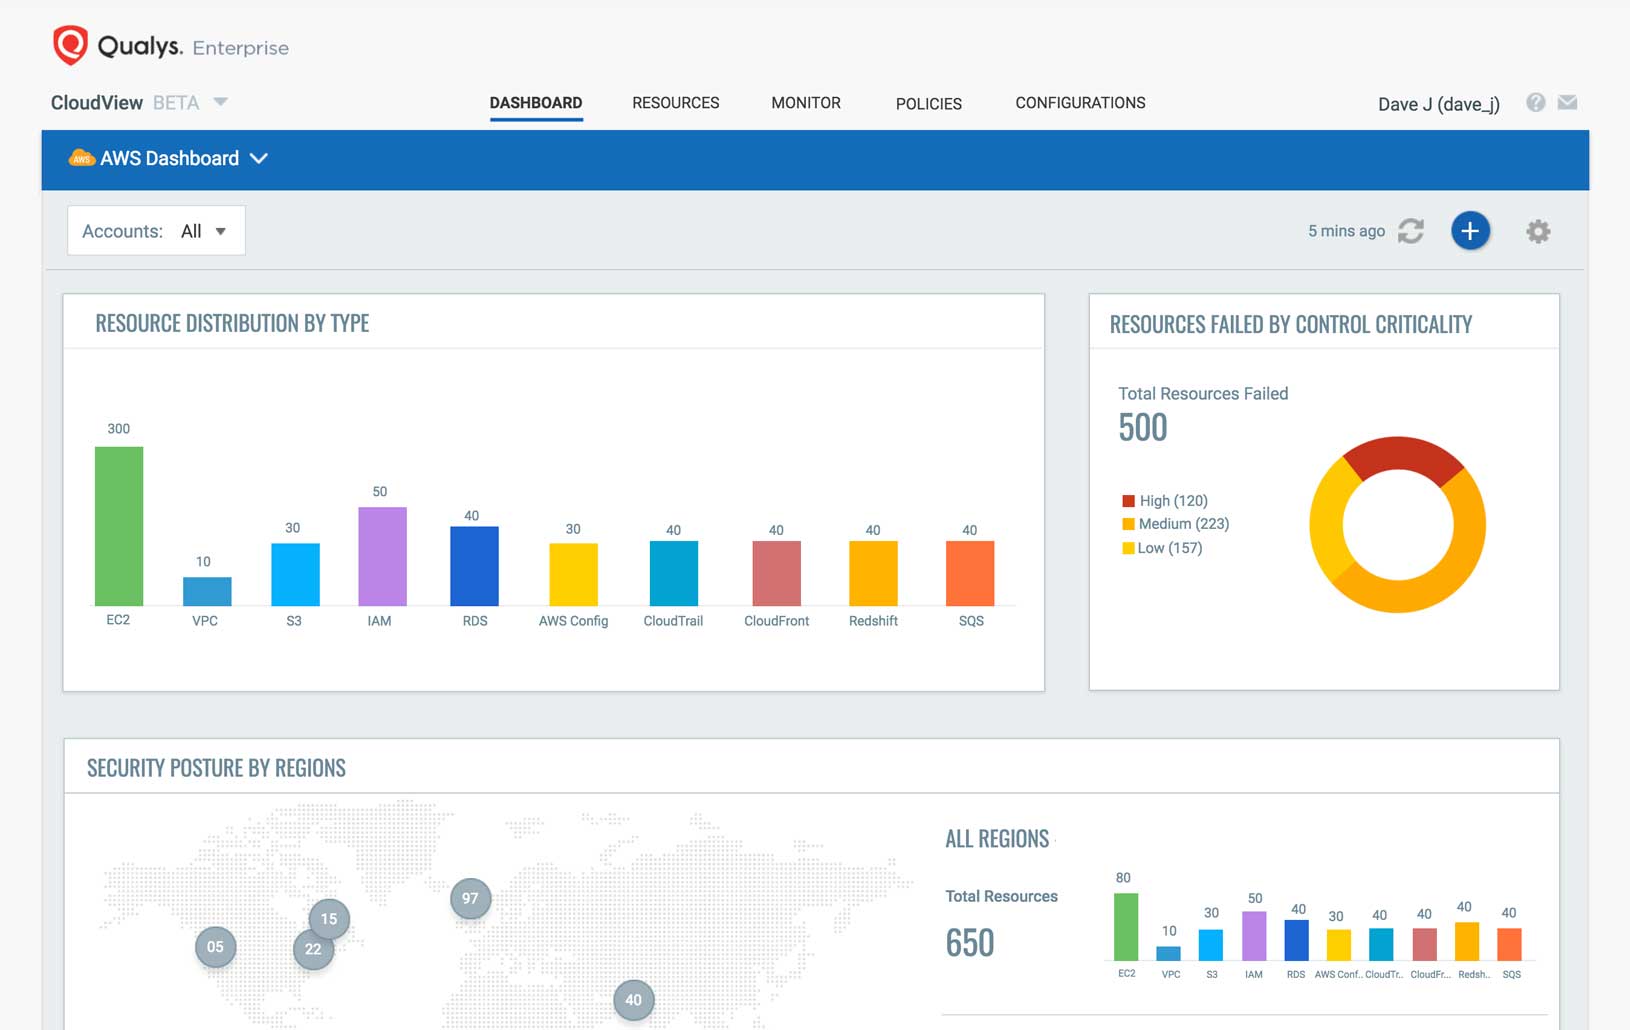 Qualys. Enterprise
CloudView BETA
DASHBOARD RESOURCES MONITOR POLICIES CONFIGURATIONS
Dave J (dave_j)
?
AWS AWS Dashboard
Accounts: All
5 mins ago
+
RESOURCE DISTRIBUTION BY TYPE
300 10 30 50 40 30 40 40 40 40
EC2 VPC S3 IAM RDS AWS Config CloudTrail CloudFront Redshift SQS
RESOURCES FAILED BY CONTROL CRITICALITY
Total Resources Failed
500
High (120)
Medium (223)
Low (157)
SECURITY POSTURE BY REGIONS
97
15
05
22
40
ALL REGIONS
Total Resources
650
80 10 30 50 40 30 40 40 40 40
EC2 VPC S3 IAM RDS AWS Conf.. CloudTr.. CloudFr... Redsh.. SQS